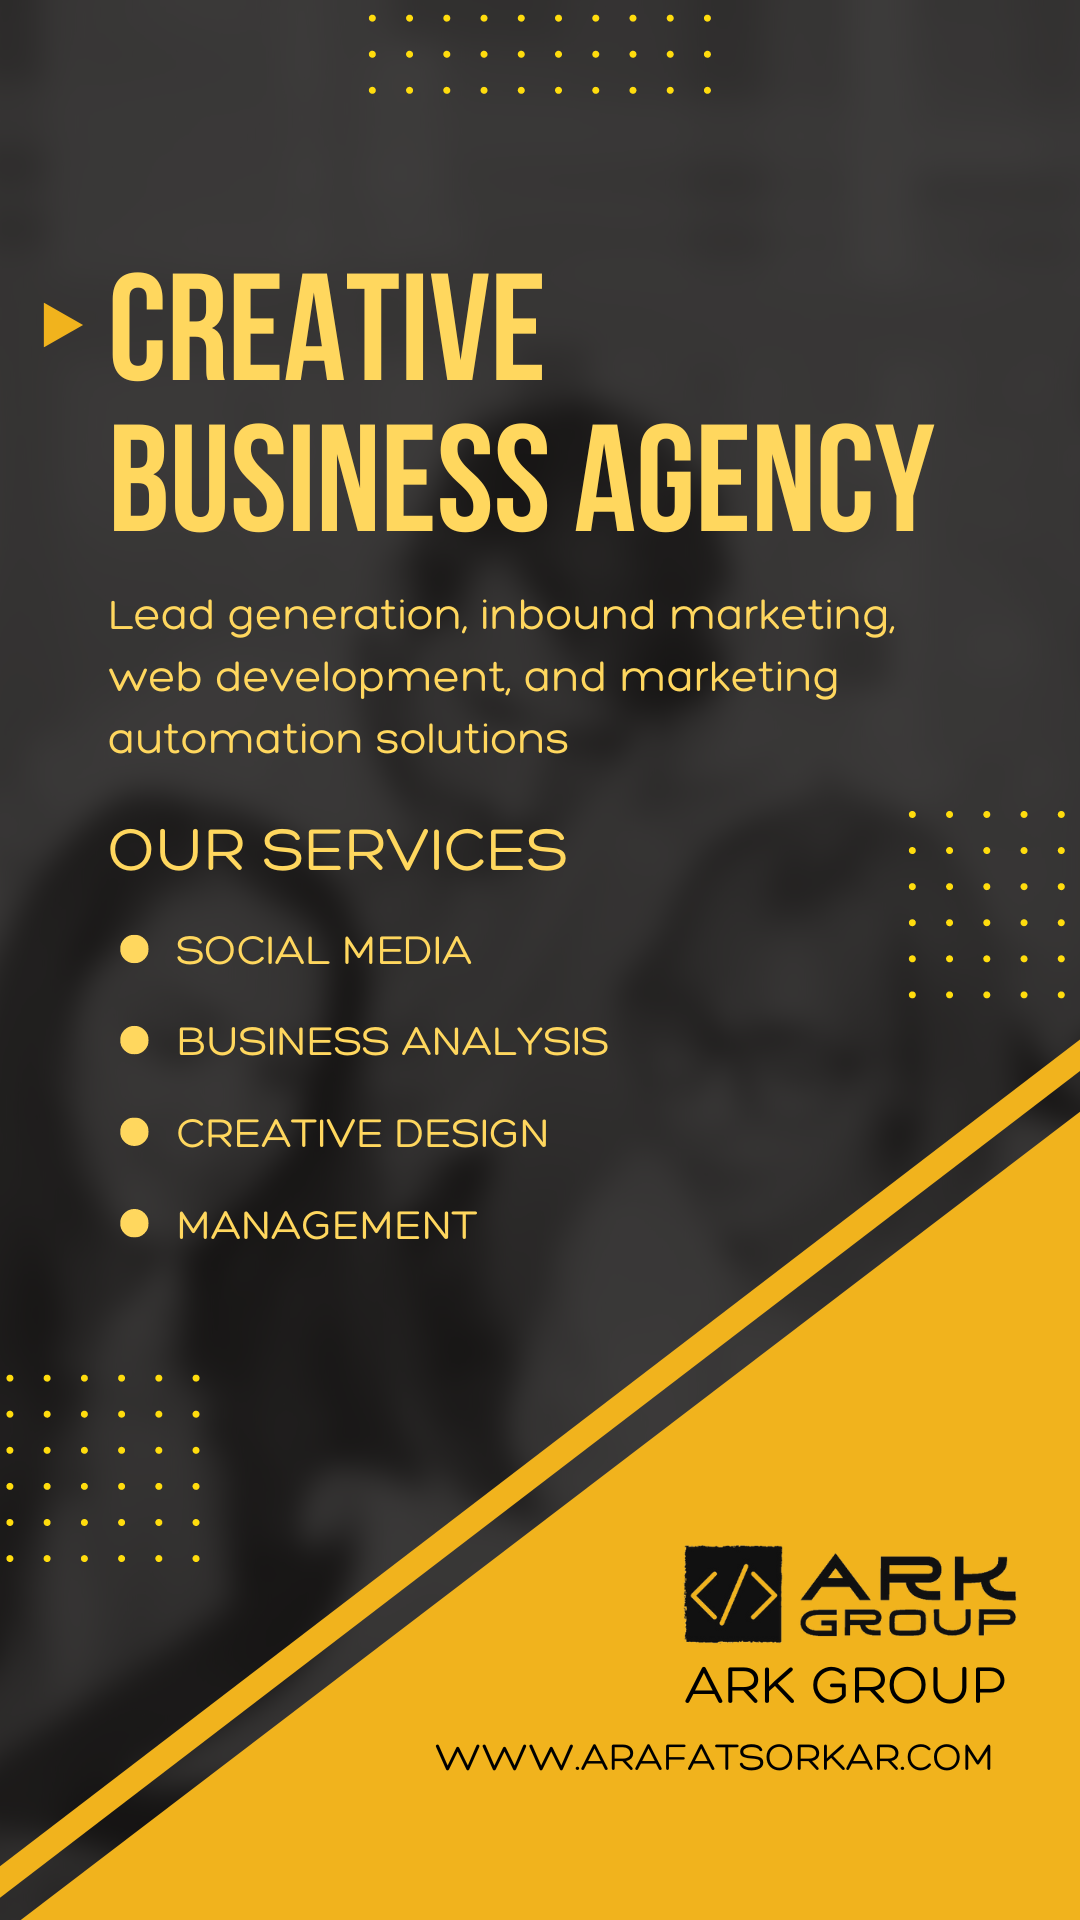 CREATIVE
BUSINESS AGENCY
Lead generation, inbound marketing,
web development, and marketing
automation solutions
OUR SERVICES
SOCIAL MEDIA
BUSINESS ANALYSIS
CREATIVE DESIGN
MANAGEMENT
</>
ARK
GROUP
ARK GROUP
WWW.ARAFATSORKAR.COM